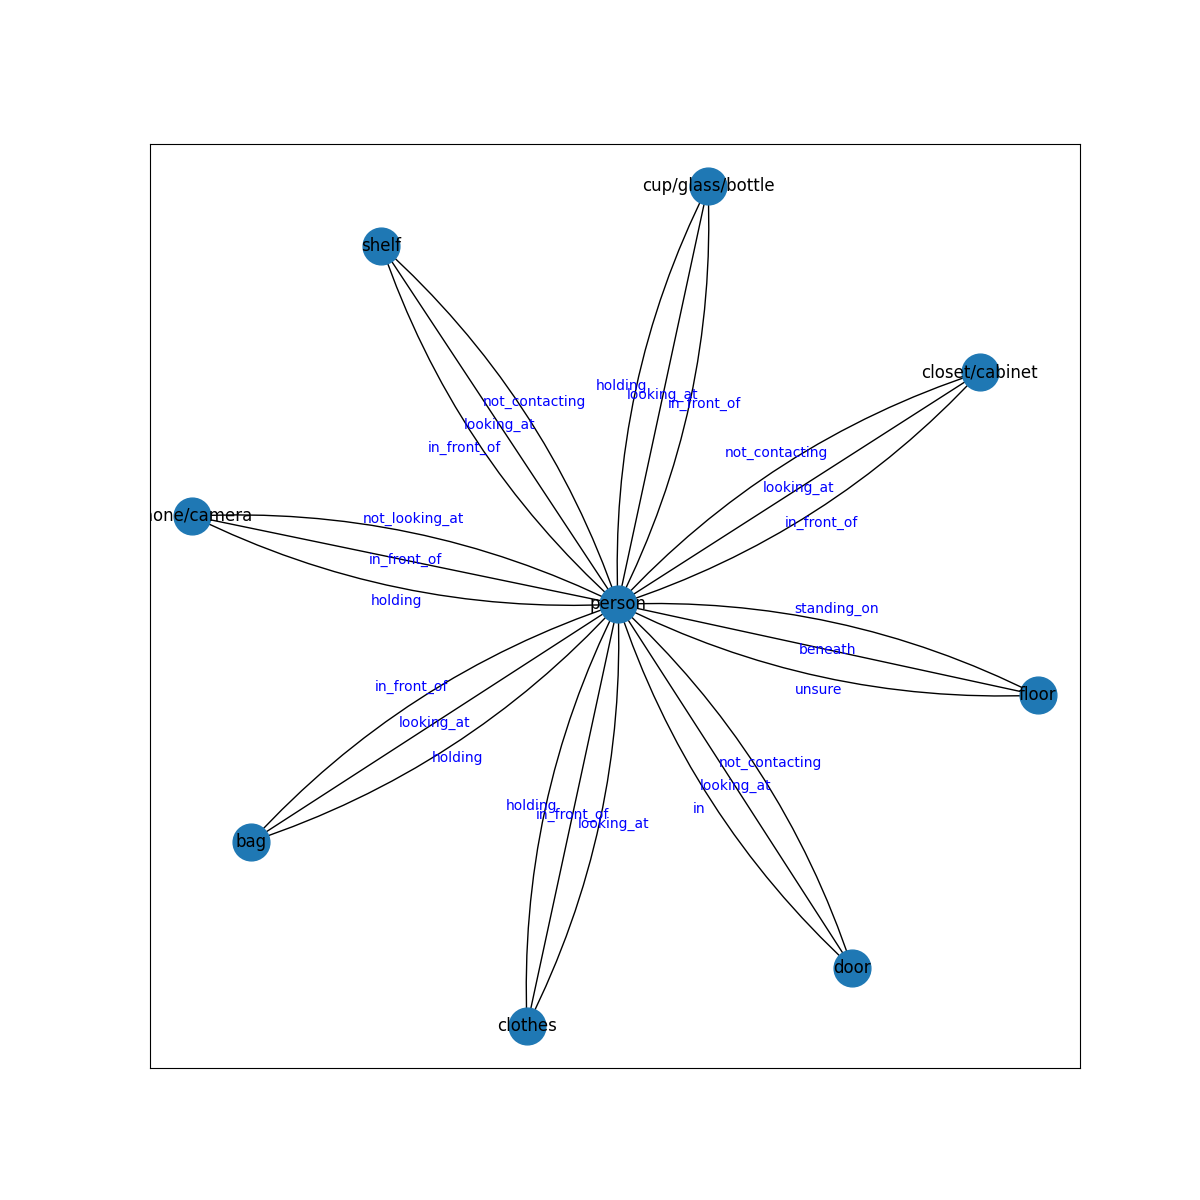 cup/glass/bottle
shelf
closet/cabinet
holding
looking_at
in_front_of
not_contacting
looking_at
in_front_of
not_contacting
looking_at
in_front_of
one/camera
not_looking_at
in_front_of
holding
person
standing_on
beneath
unsure
floor
in_front_of
looking_at
holding
bag
holding
in_front_of
looking_at
not_contacting
looking_at
in
door
clothes